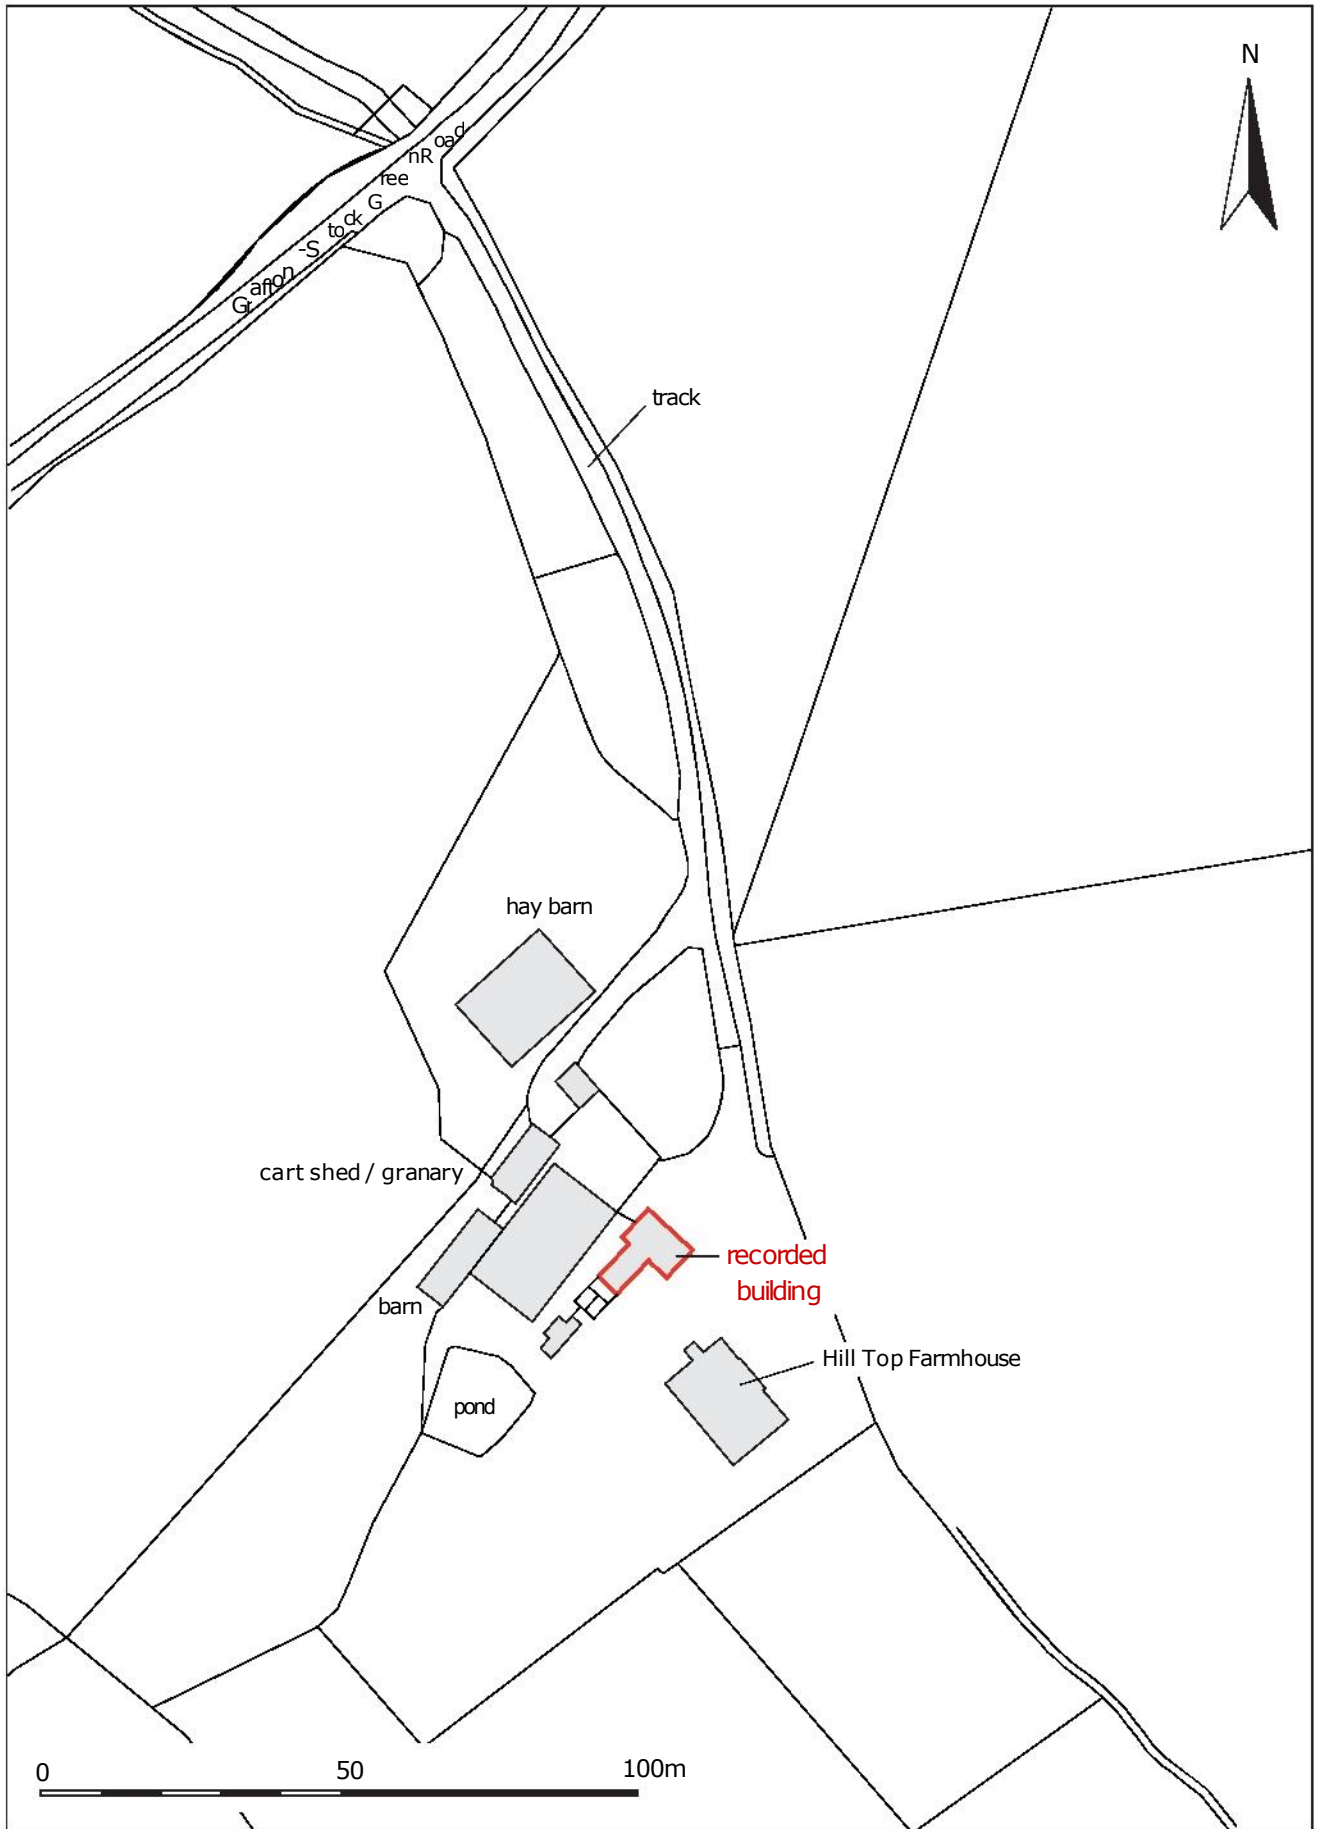 N
Grafton - Stock Green Road
track
hay barn
cart shed / granary
recorded
building
barn
Hill Top Farmhouse
pond
0 50 100m